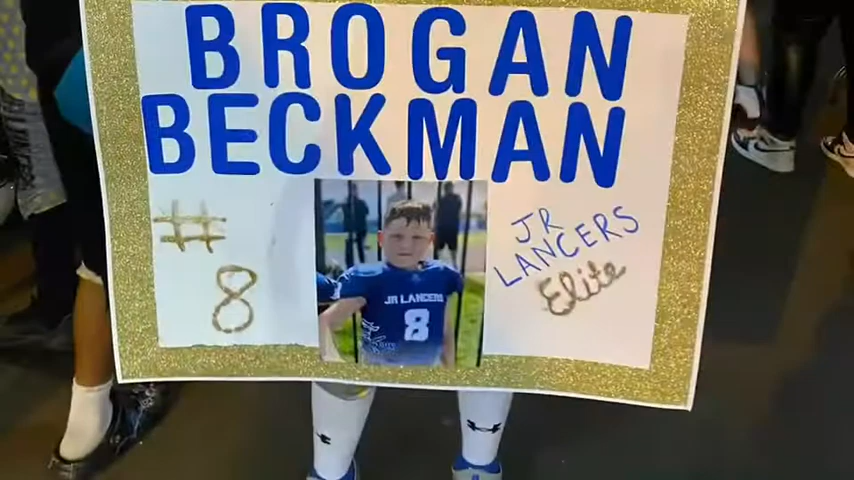 BROGAN
BECKMAN
#
8
JR LANCERS
8
JR
LANCERS
Elite